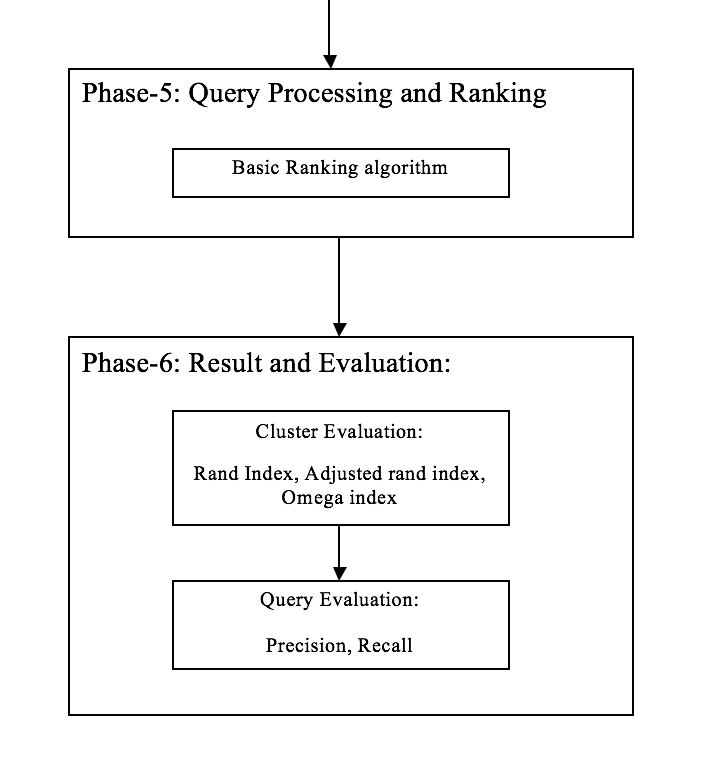 Phase-5: Query Processing and Ranking
Basic Ranking algorithm
Phase-6: Result and Evaluation:
Cluster Evaluation:
Rand Index, Adjusted rand index,
Omega index
Query Evaluation:
Precision, Recall